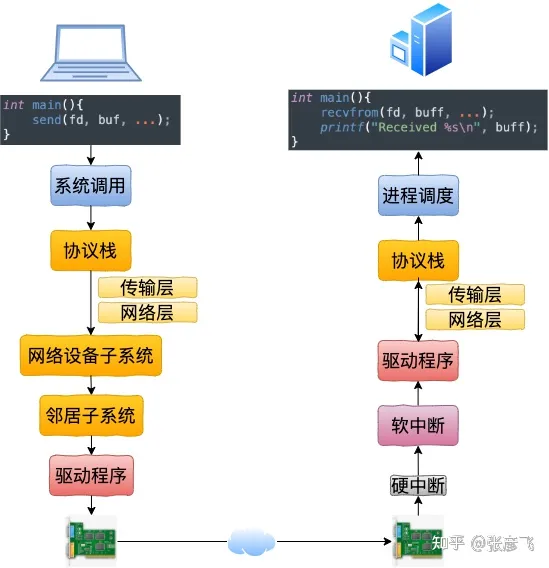 int main(){
send(fd, buf, ...);
}
系统调用
协议栈
传输层
网络层
网络设备子系统
邻居子系统
驱动程序
int main(){
recvfrom(fd, buff, ...);
printf("Received %s\n", buff);
}
进程调度
协议栈
传输层
网络层
驱动程序
软中断
硬中断
知乎 @张彦飞